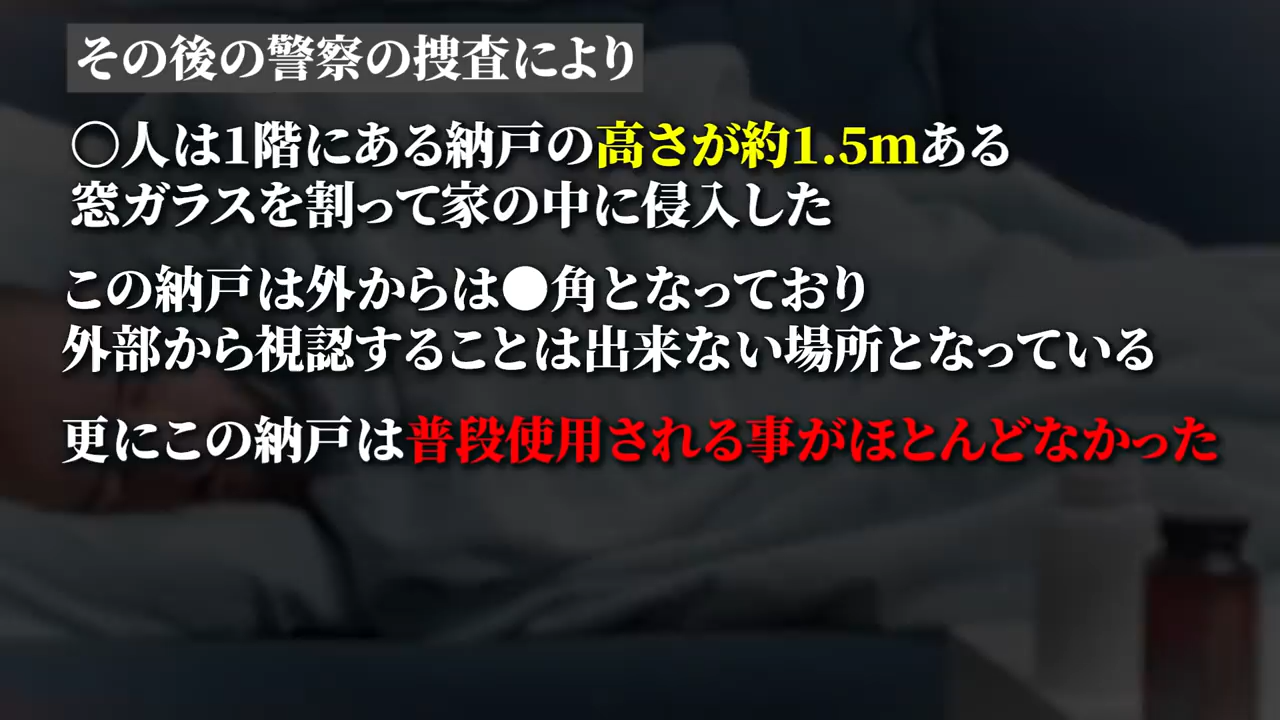 その後の警察の捜査により
〇人は1階にある納戸の高さが約1.5mある
窓ガラスを割って家の中に侵入した
この納戸は外からは●角となっており
外部から視認することは出来ない場所となっている
更にこの納戸は普段使用される事がほとんどなかった